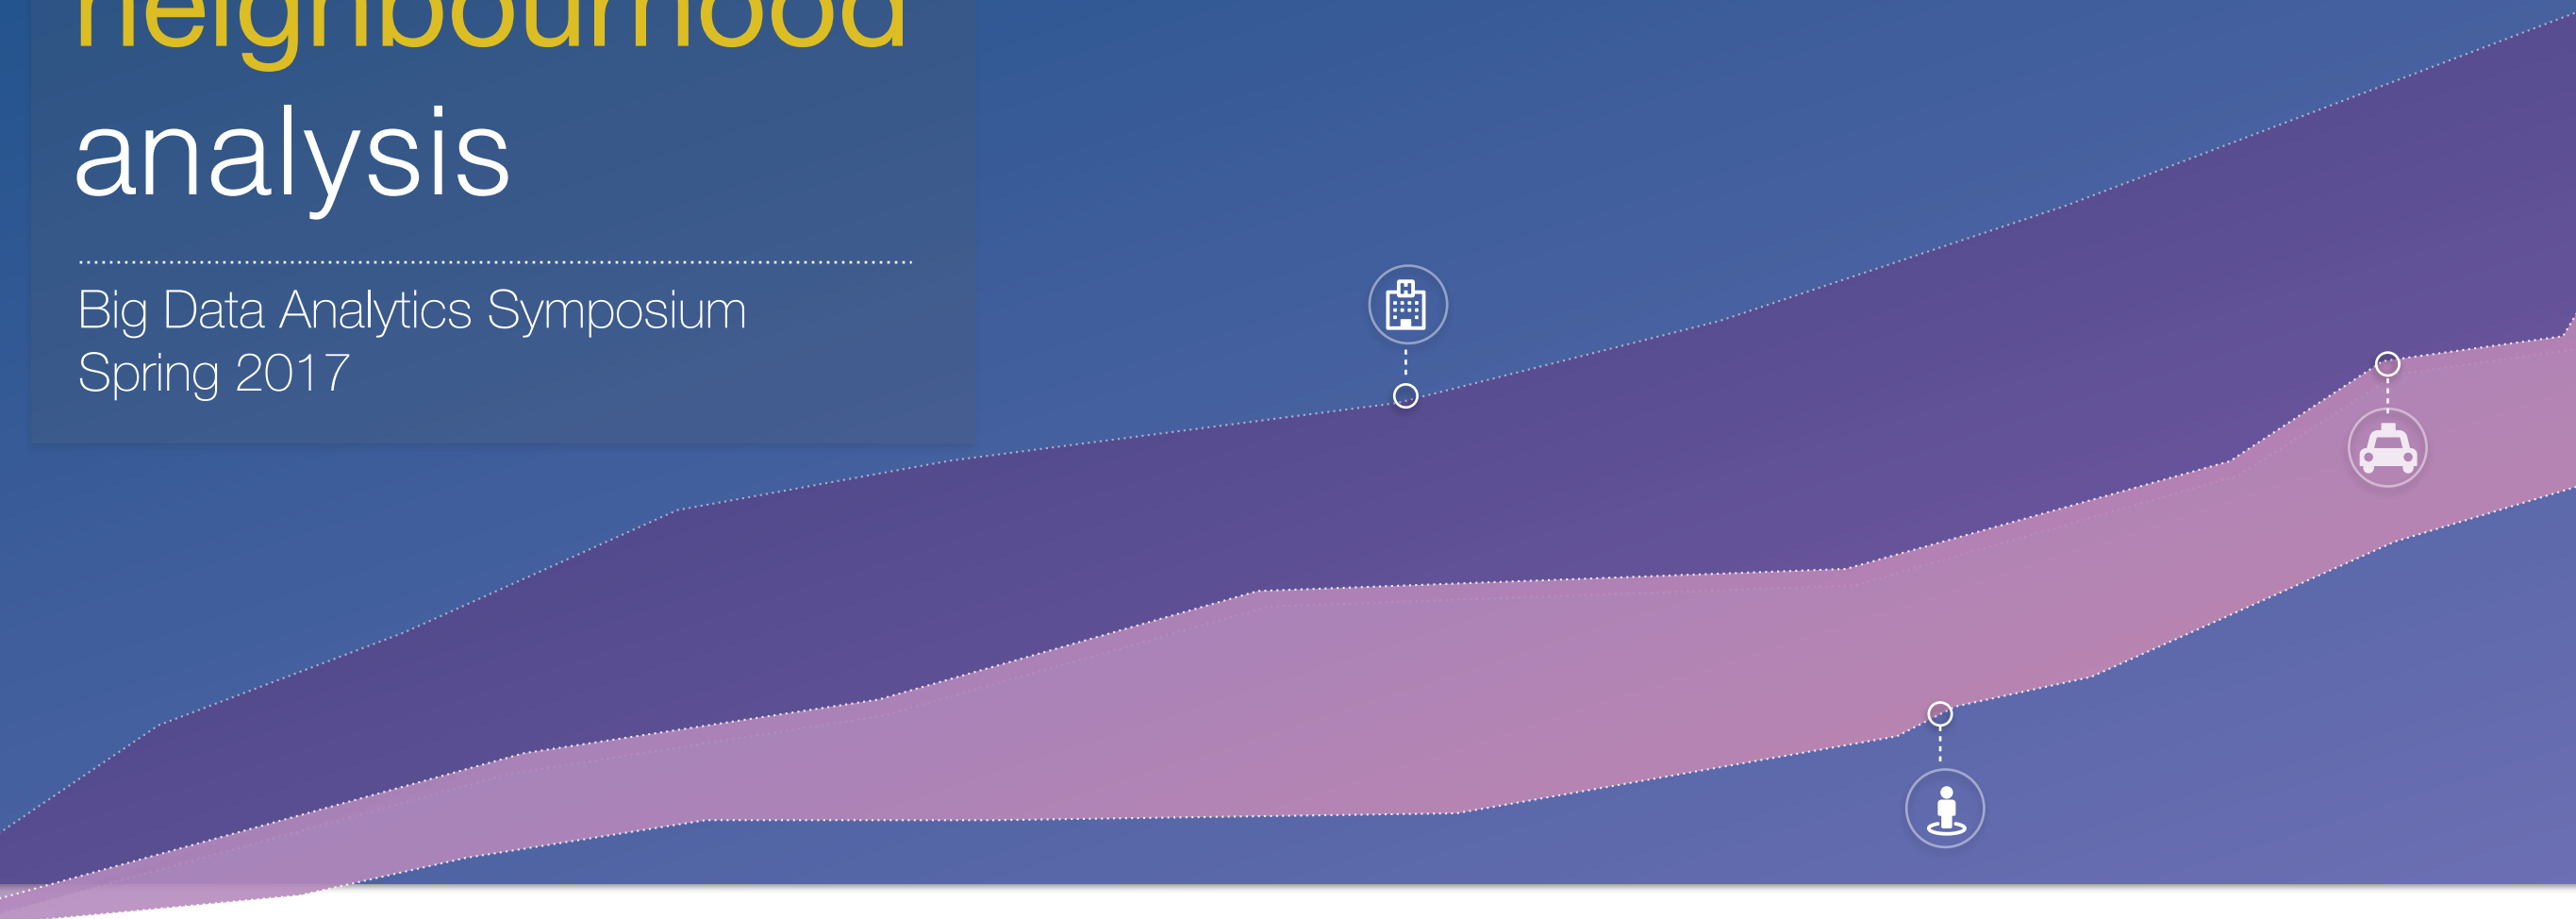 neighbourhood
analysis
Big Data Analytics Symposium
Spring 2017
H